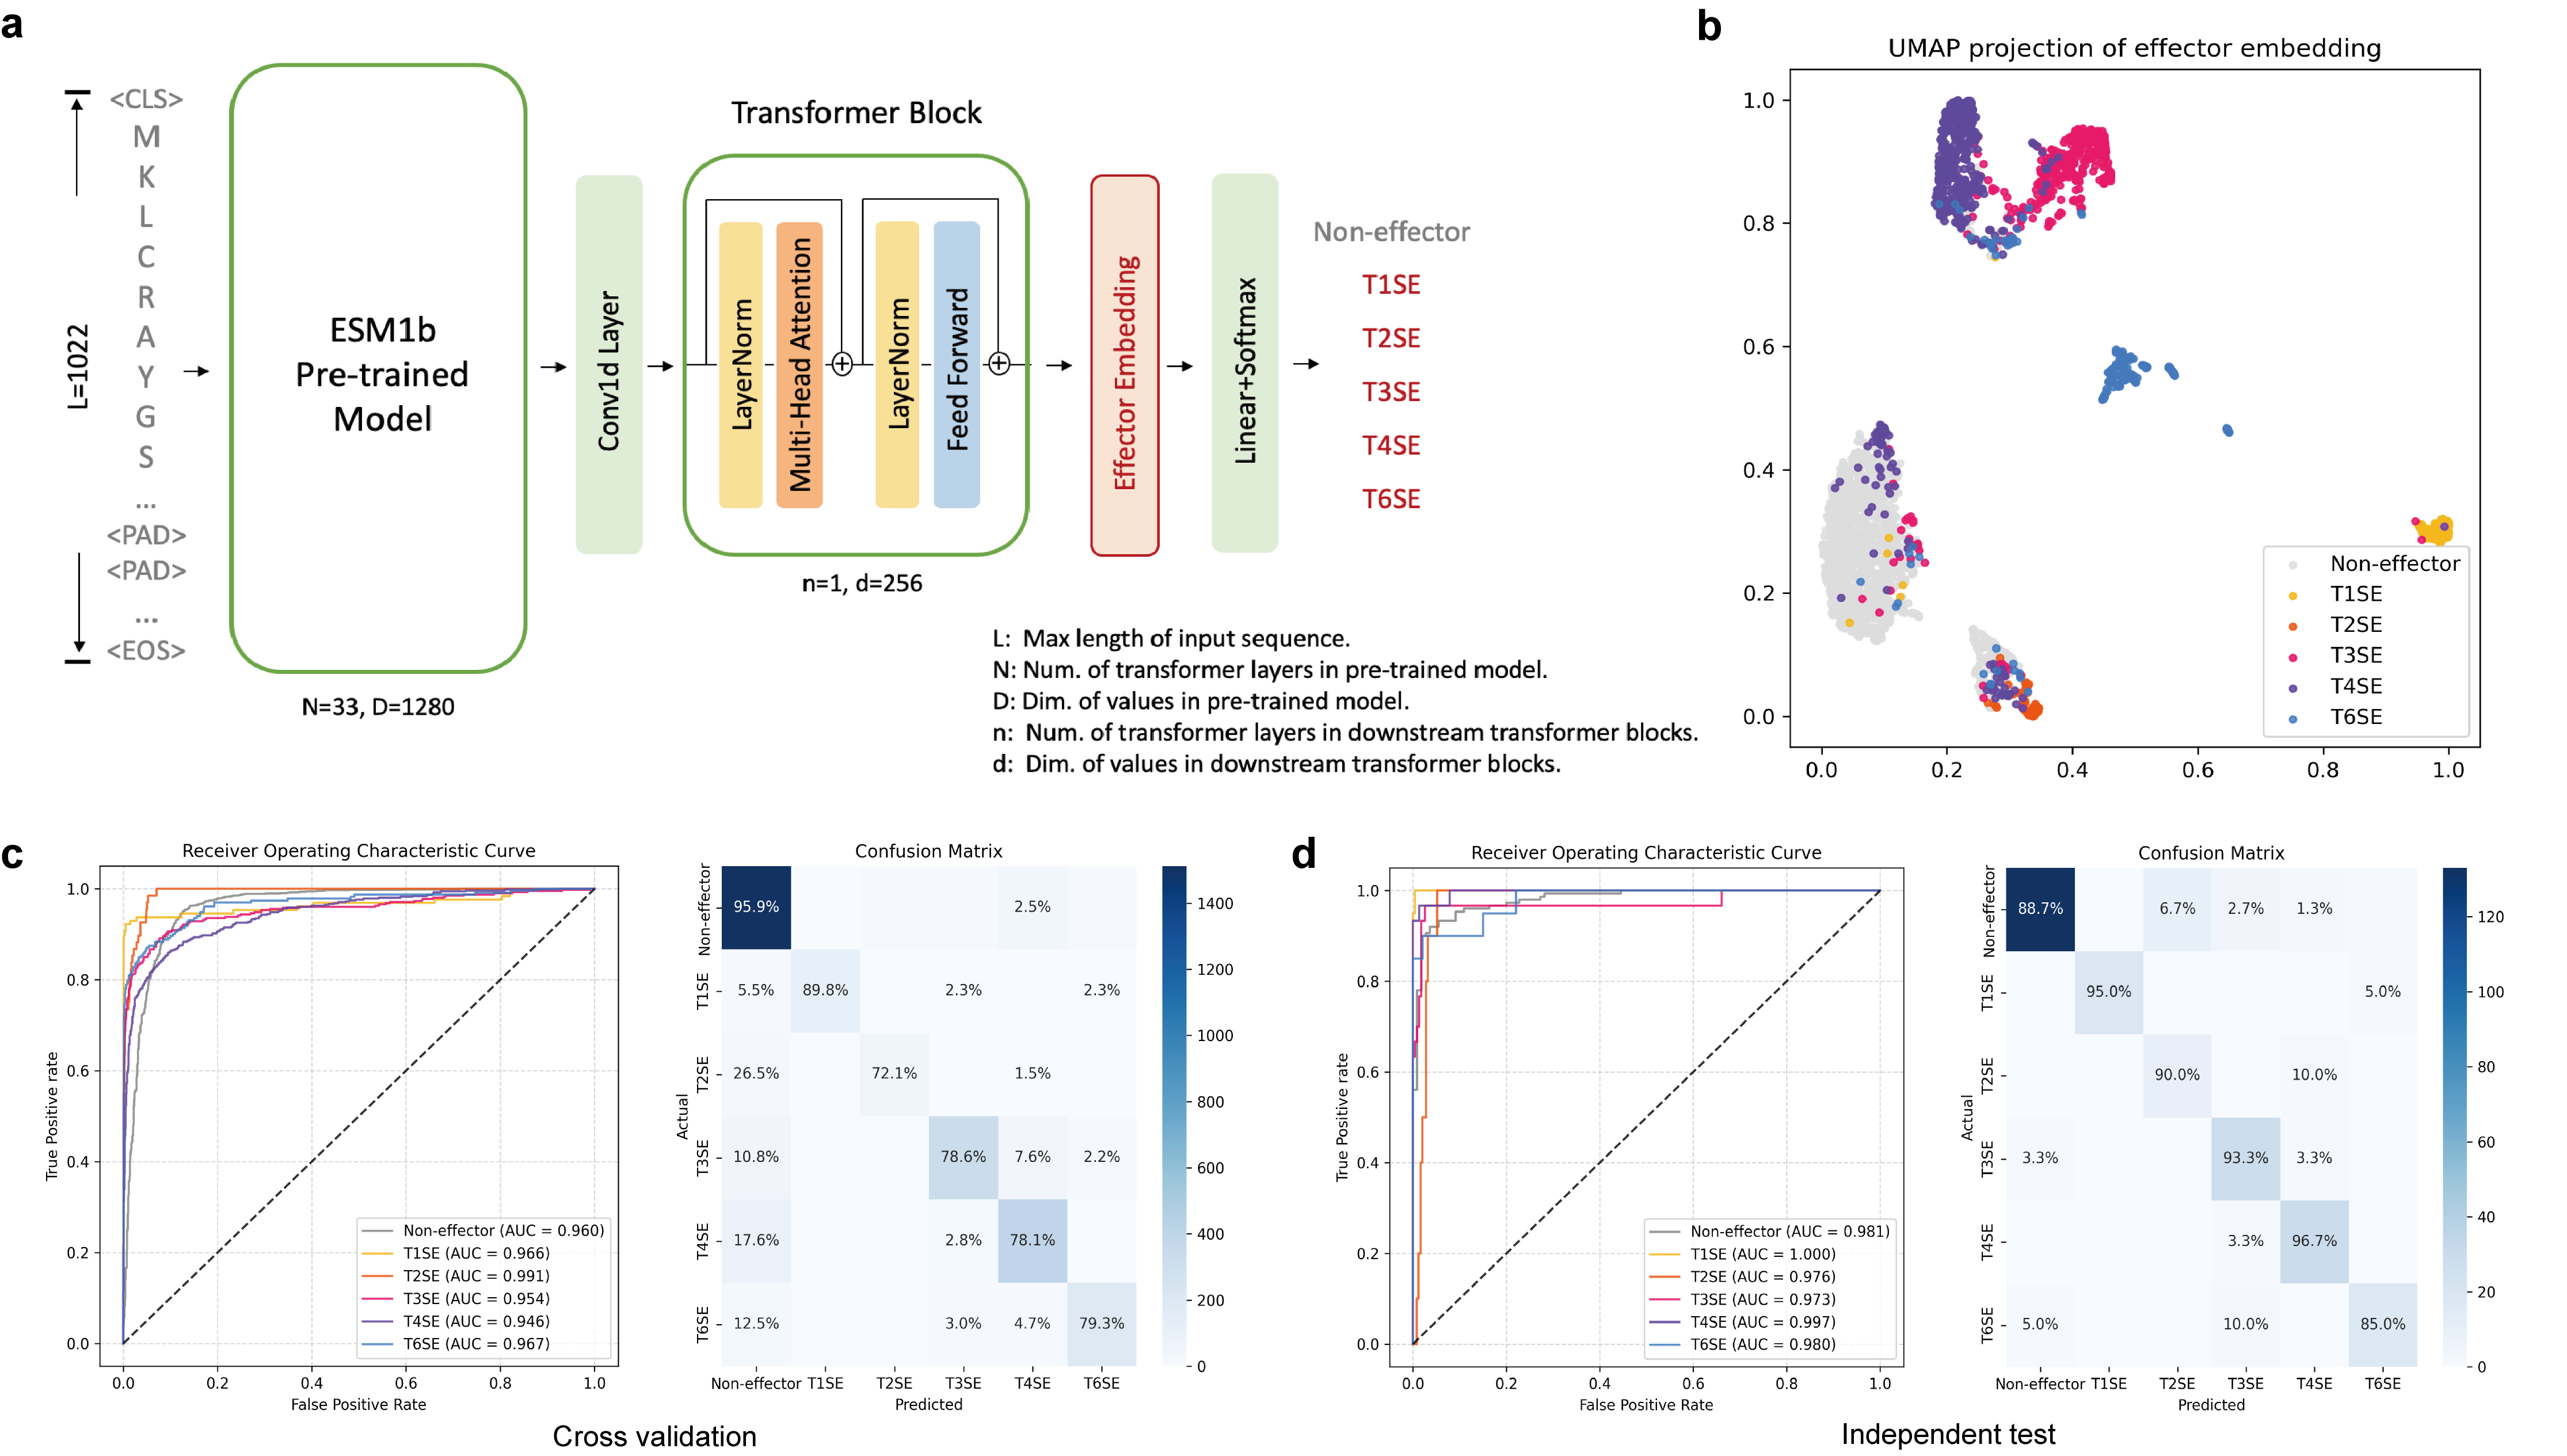 a
<CLS>
M
K
L
C
R
A
Y
G
S
...
<PAD>
<PAD>
...
<EOS>
L=1022
ESM1b
Pre-trained
Model
N=33, D=1280
Conv1d Layer
Transformer Block
LayerNorm
Multi-Head Attention
LayerNorm
Feed Forward
n=1, d=256
Effector Embedding
Linear+Softmax
Non-effector
T1SE
T2SE
T3SE
T4SE
T6SE
L: Max length of input sequence.
N: Num. of transformer layers in pre-trained model.
D: Dim. of values in pre-trained model.
n: Num. of transformer layers in downstream transformer blocks.
d: Dim. of values in downstream transformer blocks.
b
UMAP projection of effector embedding
1.0
0.8
0.6
0.4
0.2
0.0
0.0 0.2 0.4 0.6 0.8 1.0
Non-effector
T1SE
T2SE
T3SE
T4SE
T6SE
c
Receiver Operating Characteristic Curve
True Positive rate
1.0
0.8
0.6
0.4
0.2
0.0
0.0 0.2 0.4 0.6 0.8 1.0
False Positive Rate
Non-effector (AUC = 0.960)
T1SE (AUC = 0.966)
T2SE (AUC = 0.991)
T3SE (AUC = 0.954)
T4SE (AUC = 0.946)
T6SE (AUC = 0.967)
Confusion Matrix
Actual
Non-effector 95.9% 2.5%
T1SE 5.5% 89.8% 2.3% 2.3%
T2SE 26.5% 72.1% 1.5%
T3SE 10.8% 78.6% 7.6% 2.2%
T4SE 17.6% 2.8% 78.1%
T6SE 12.5% 3.0% 4.7% 79.3%
Non-effector T1SE T2SE T3SE T4SE T6SE
Predicted
1400
1200
1000
800
600
400
200
0
Cross validation
d
Receiver Operating Characteristic Curve
True Positive rate
1.0
0.8
0.6
0.4
0.2
0.0
0.0 0.2 0.4 0.6 0.8 1.0
False Positive Rate
Non-effector (AUC = 0.981)
T1SE (AUC = 1.000)
T2SE (AUC = 0.976)
T3SE (AUC = 0.973)
T4SE (AUC = 0.997)
T6SE (AUC = 0.980)
Confusion Matrix
Actual
Non-effector 88.7% 6.7% 2.7% 1.3%
T1SE 95.0% 5.0%
T2SE 90.0% 10.0%
T3SE 3.3% 93.3% 3.3%
T4SE 3.3% 96.7%
T6SE 5.0% 10.0% 85.0%
Non-effector T1SE T2SE T3SE T4SE T6SE
Predicted
120
100
80
60
40
20
0
Independent test